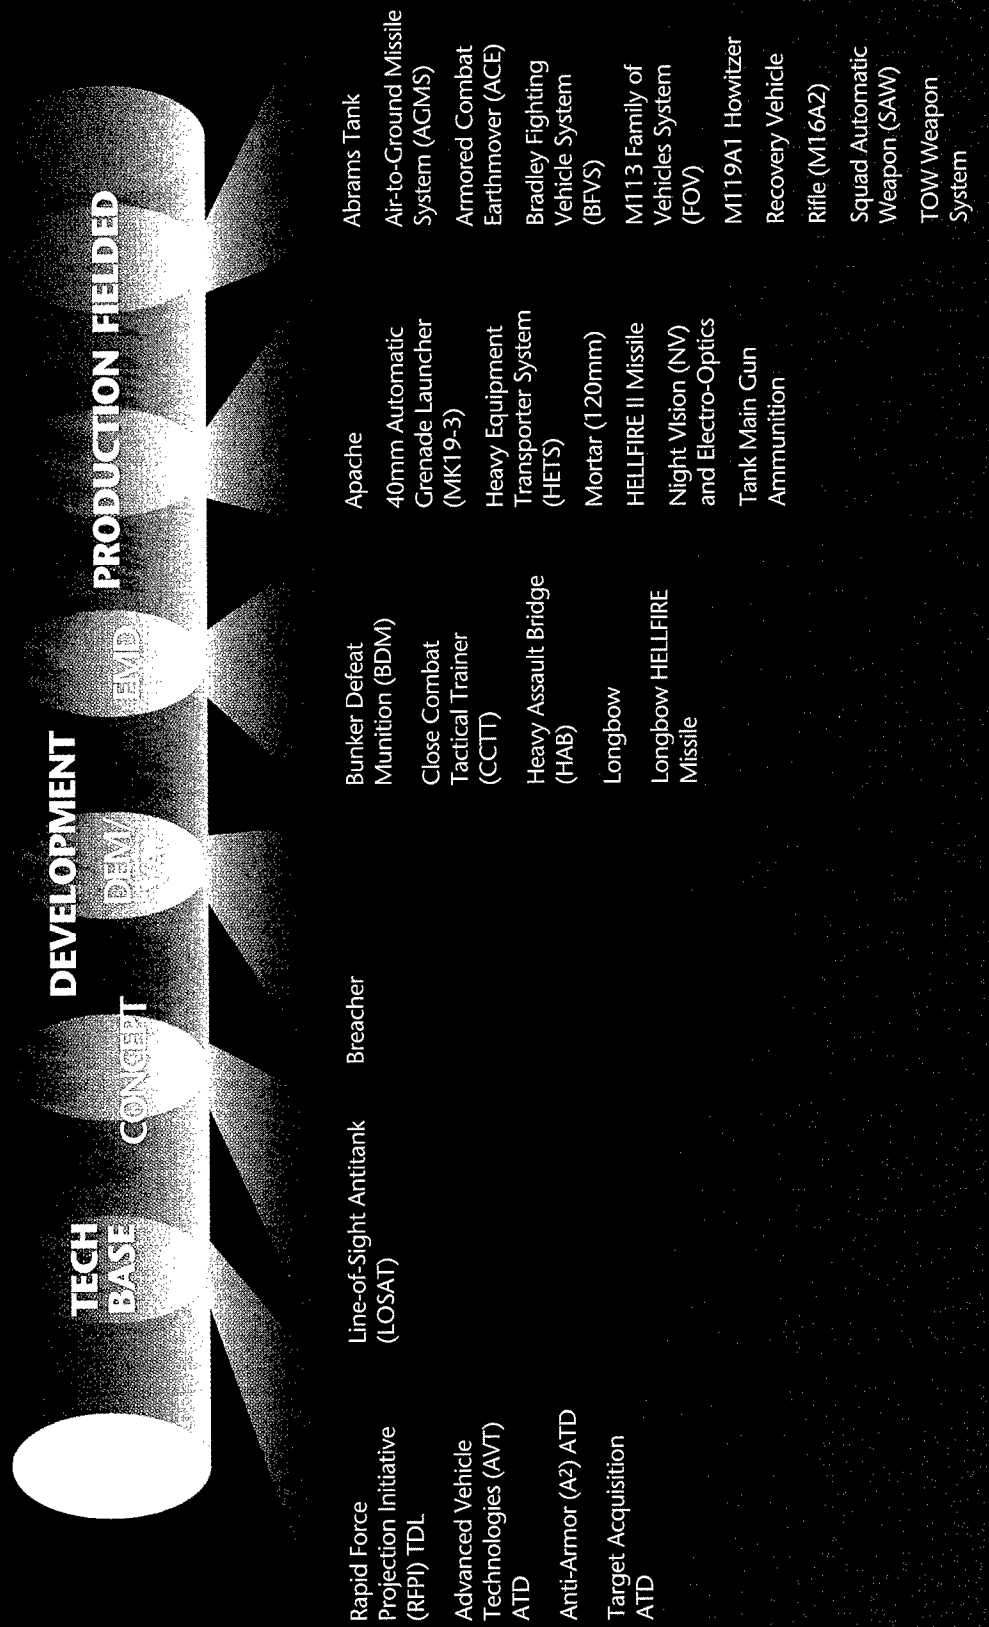 DEVELOPMENT
TECH
BASE
CONCEPT
DEM/
EMD
PRODUCTION
FIELDED
Rapid Force
Projection Initiative
(RFPI) TDL
Advanced Vehicle
Technologies (AVT)
ATD
Anti-Armor (A²) ATD
Target Acquisition
ATD
Line-of-Sight Antitank
(LOSAT)
Breacher
Bunker Defeat
Munition (BDM)
Close Combat
Tactical Trainer
(CCTT)
Heavy Assault Bridge
(HAB)
Longbow
Longbow HELLFIRE
Missile
Apache
40mm Automatic
Grenade Launcher
(MK19-3)
Heavy Equipment
Transporter System
(HETS)
Mortar (120mm)
HELLFIRE II Missile
Night Vision (NV)
and Electro-Optics
Tank Main Gun
Ammunition
Abrams Tank
Air-to-Ground Missile
System (AGMS)
Armored Combat
Earthmover (ACE)
Bradley Fighting
Vehicle System
(BFVS)
M113 Family of
Vehicles System
(FOV)
M119A1 Howitzer
Recovery Vehicle
Rifle (M16A2)
Squad Automatic
Weapon (SAW)
TOW Weapon
System